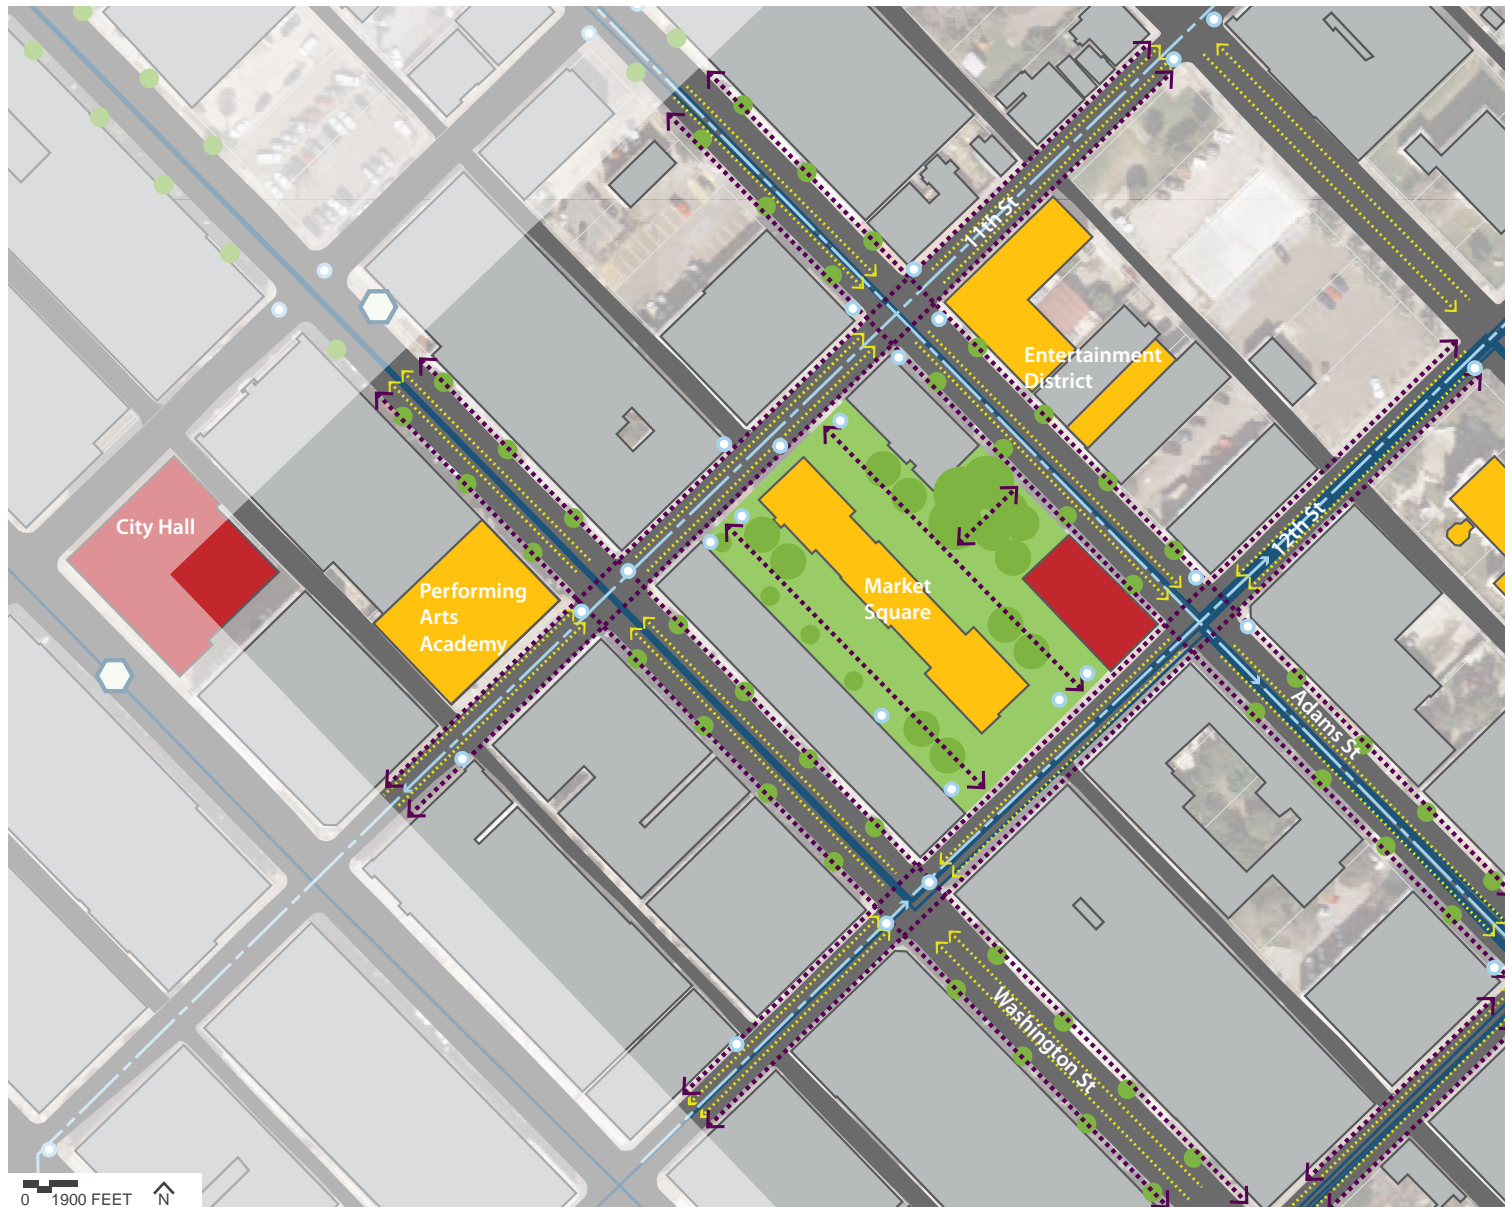 11th St
Entertainment
District
City Hall
12th St
Performing
Arts
Academy
Market
Square
Adams St
Washington St
0 1900 FEET N